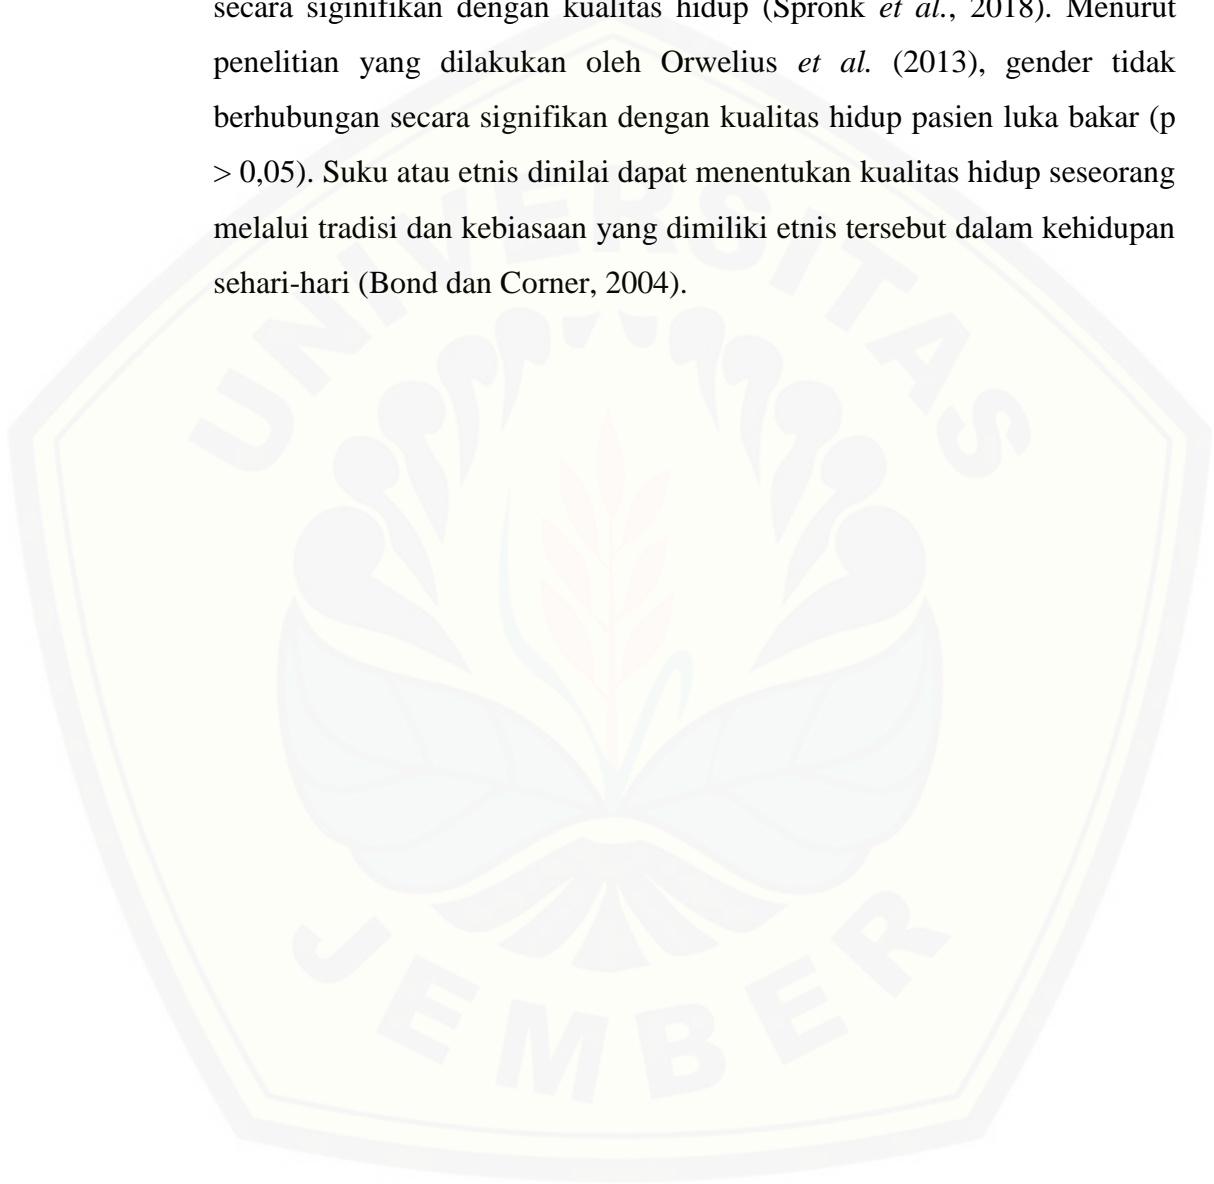 secara siginifikan dengan kualitas hidup (Spronk et al., 2018). Menurut
penelitian yang dilakukan oleh Orwelius et al. (2013), gender tidak
berhubungan secara signifikan dengan kualitas hidup pasien luka bakar (p
> 0,05). Suku atau etnis dinilai dapat menentukan kualitas hidup seseorang
melalui tradisi dan kebiasaan yang dimiliki etnis tersebut dalam kehidupan
sehari-hari (Bond dan Corner, 2004).
UNIVERSITAS
JEMBER